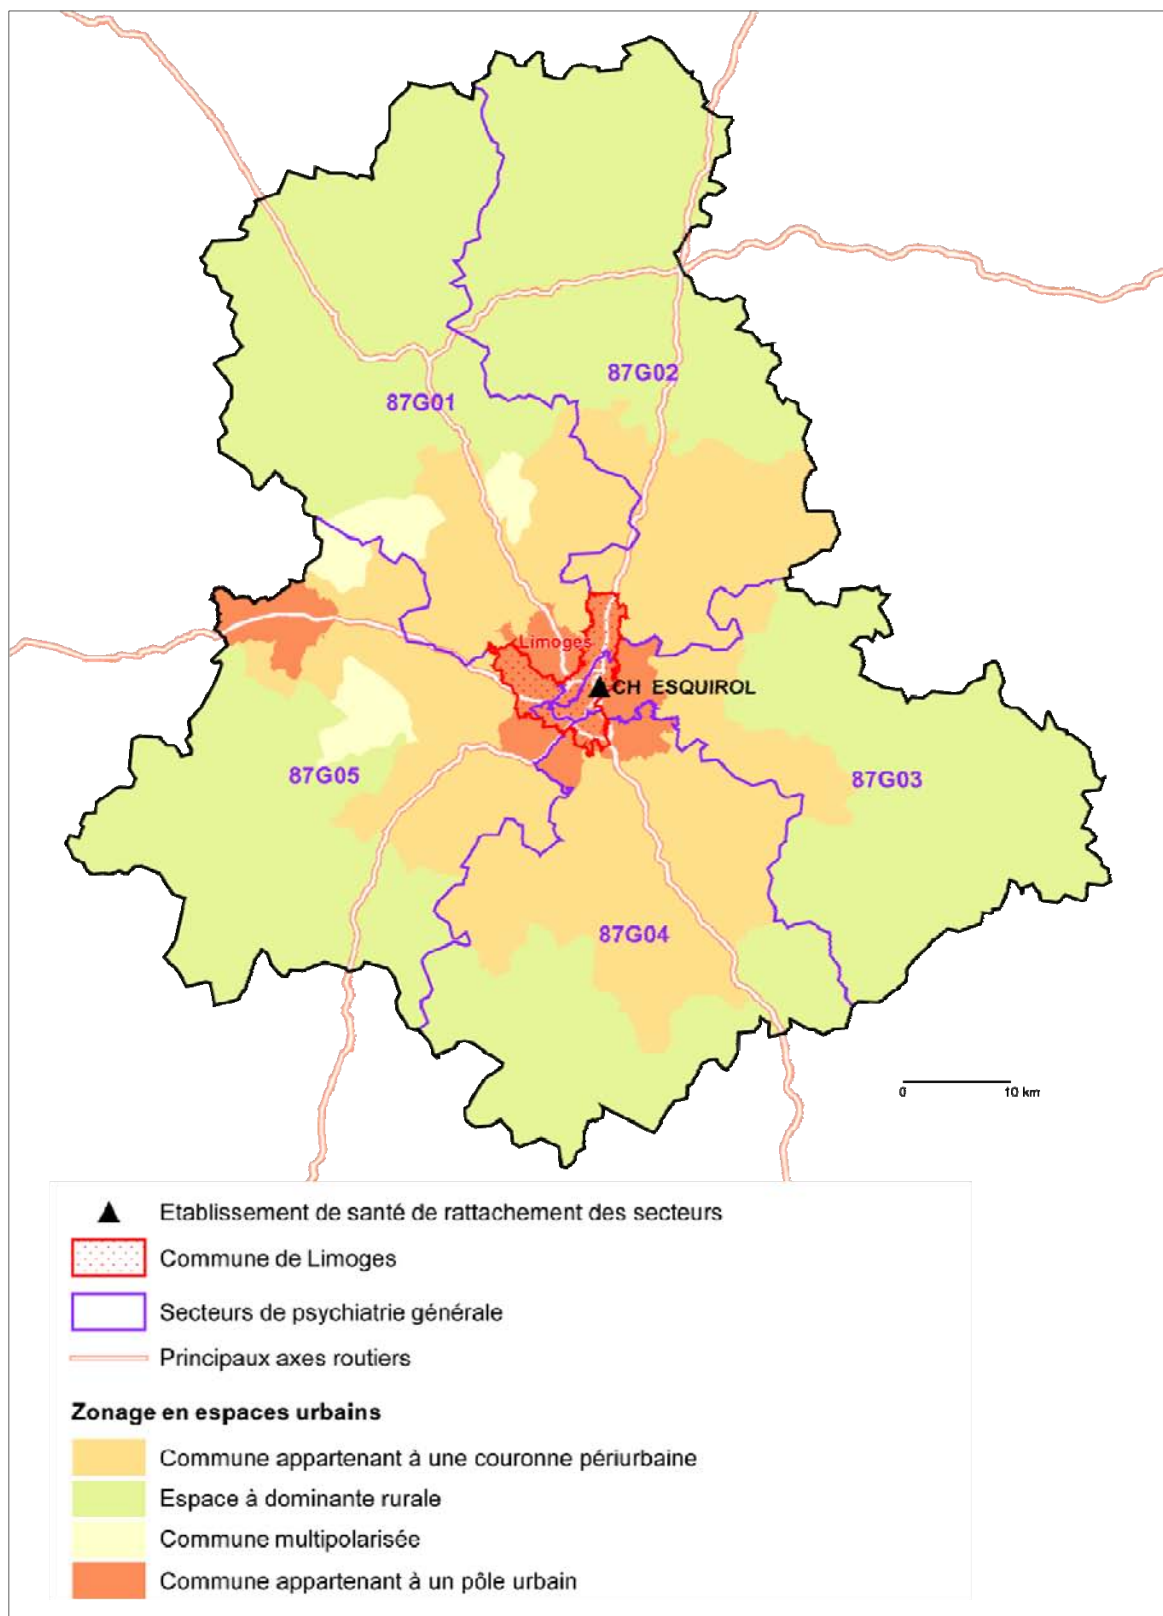 87G02
87G01
Limoges
CH ESQUIROL
87G05
87G03
87G04
0 10 km
Etablissement de santé de rattachement des secteurs
Commune de Limoges
Secteurs de psychiatrie générale
Principaux axes routiers
Zonage en espaces urbains
Commune appartenant à une couronne périurbaine
Espace à dominante rurale
Commune multipolarisée
Commune appartenant à un pôle urbain